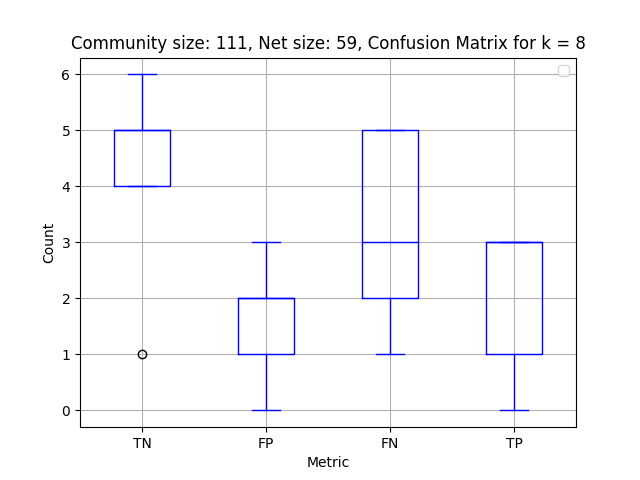 Community size: 111, Net size: 59, Confusion Matrix for k = 8
6
5
4
3
2
1
0
Count
TN FP FN TP
Metric